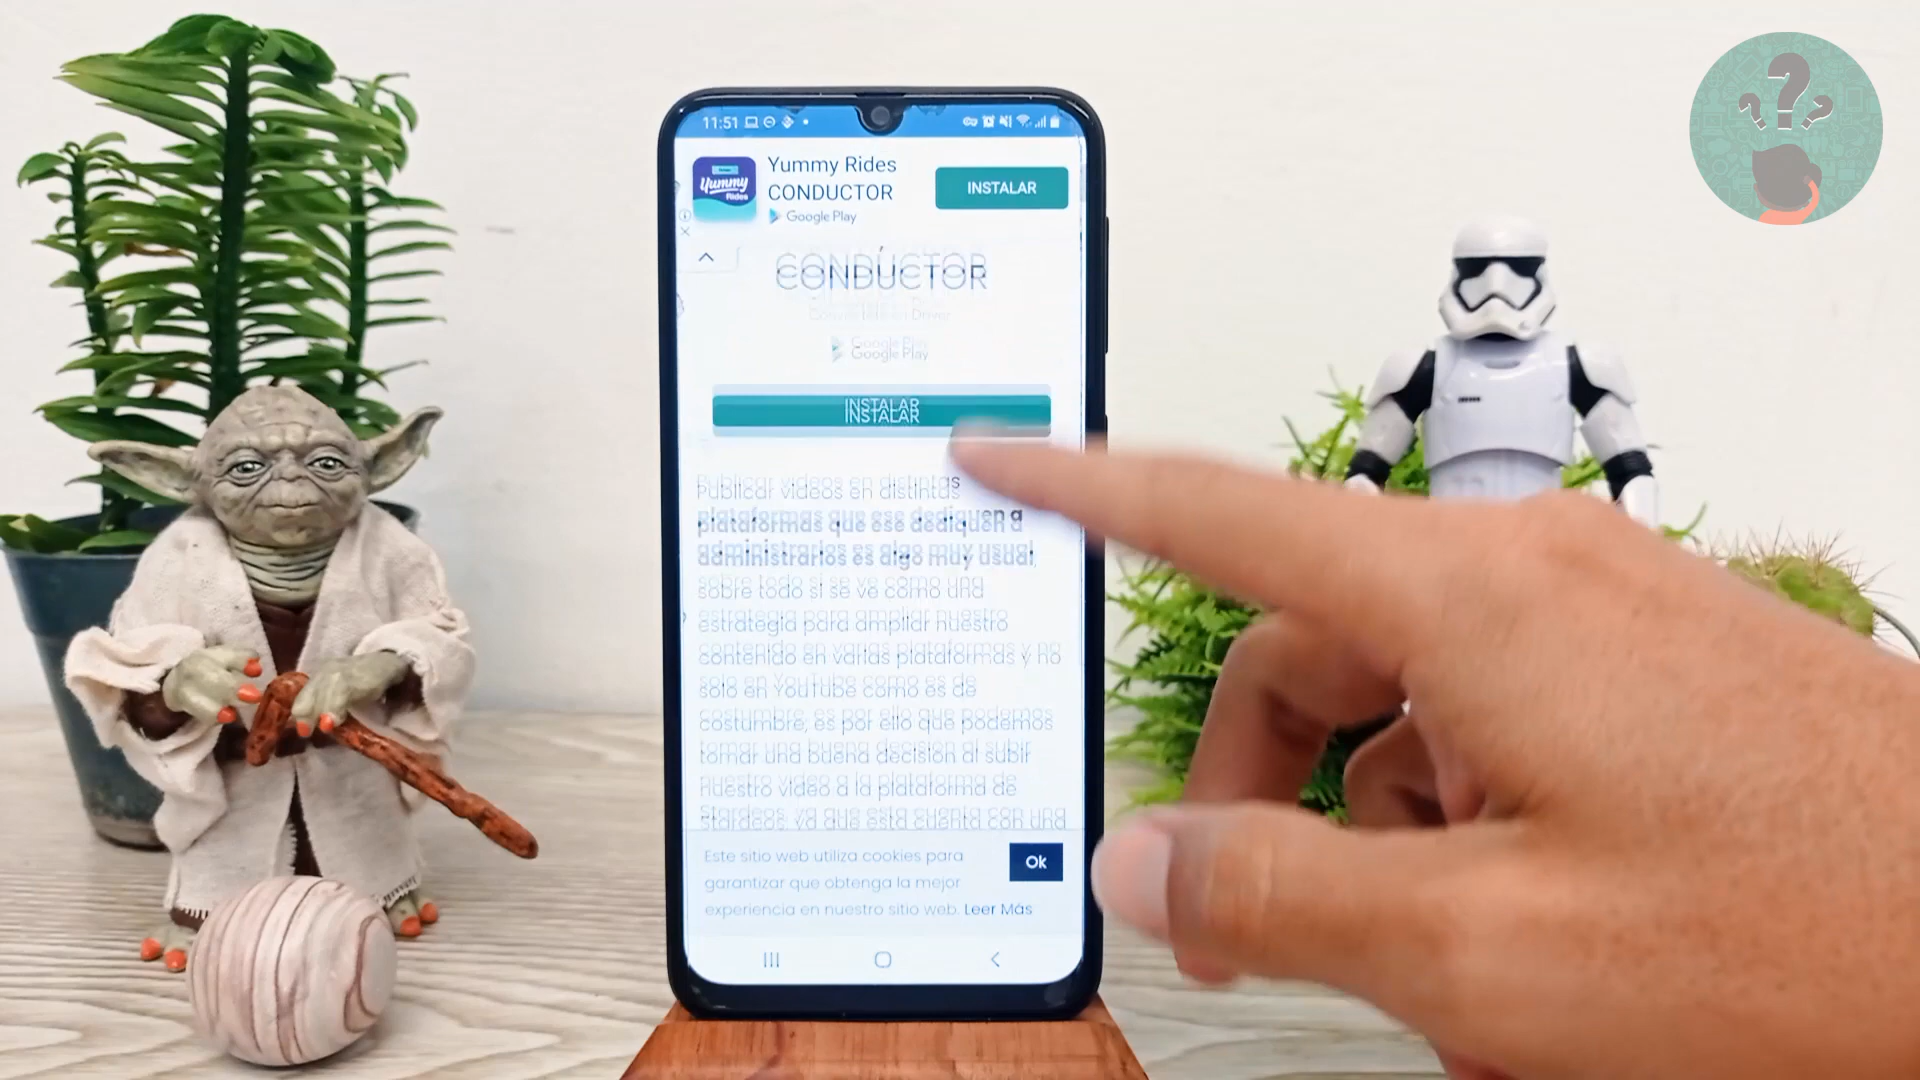 11:51
Yummy Rides
Yummy Rides
CONDUCTOR
INSTALAR
Google Play
CONDUCTOR
Google Play
INSTALAR
Publicar videos en distintas
plataformas que ese dediquen a
administrarlos es algo muy usual,
sobre todo si se ve como una
estrategia para ampliar nuestro
contenido en varias plataformas y no
solo en YouTube como es de
costumbre, es por ello que podemos
tomar una buena decisión al subir
nuestro video a la plataforma de
Stardeos, ya que esta cuenta con una
Este sitio web utiliza cookies para
garantizar que obtenga la mejor
experiencia en nuestro sitio web. Leer Más
Ok